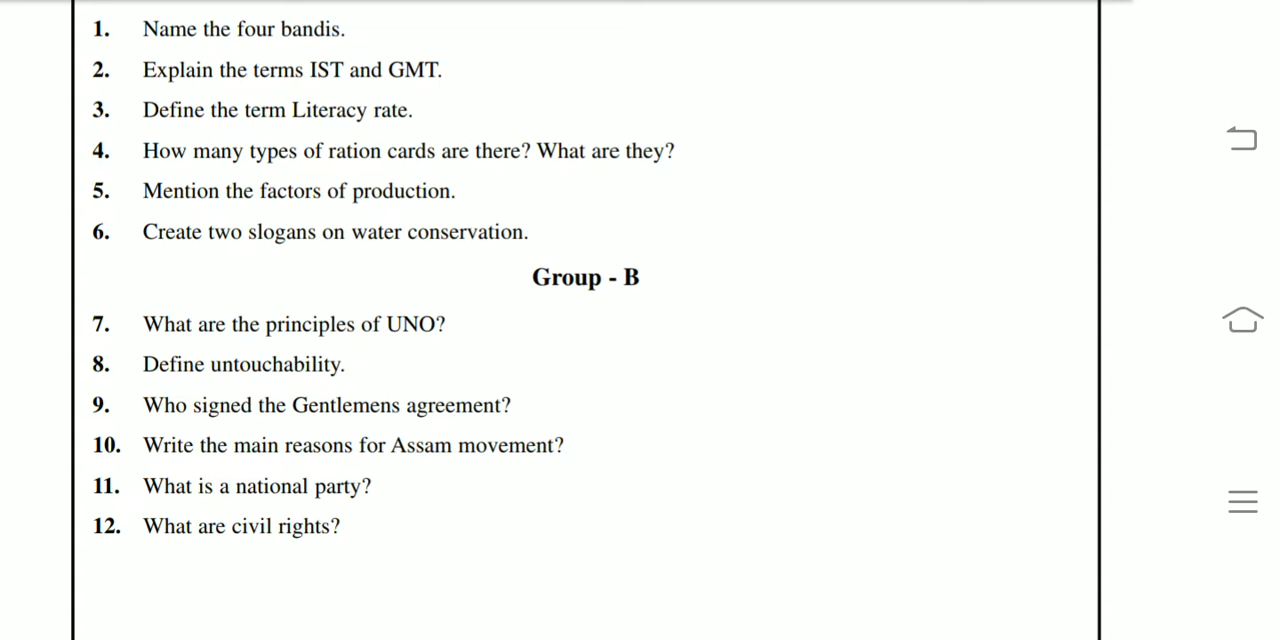 1. Name the four bandis.
2. Explain the terms IST and GMT.
3. Define the term Literacy rate.
4. How many types of ration cards are there? What are they?
5. Mention the factors of production.
6. Create two slogans on water conservation.
Group - B
7. What are the principles of UNO?
8. Define untouchability.
9. Who signed the Gentlemens agreement?
10. Write the main reasons for Assam movement?
11. What is a national party?
12. What are civil rights?